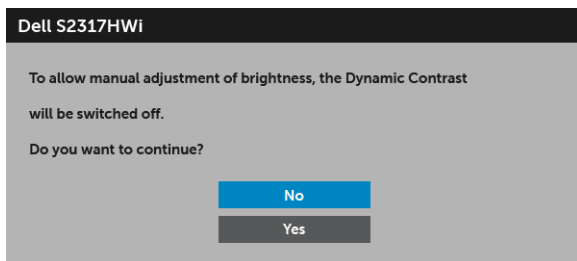 Dell S2317HWi
To allow manual adjustment of brightness, the Dynamic Contrast
will be switched off.
Do you want to continue?
No
Yes